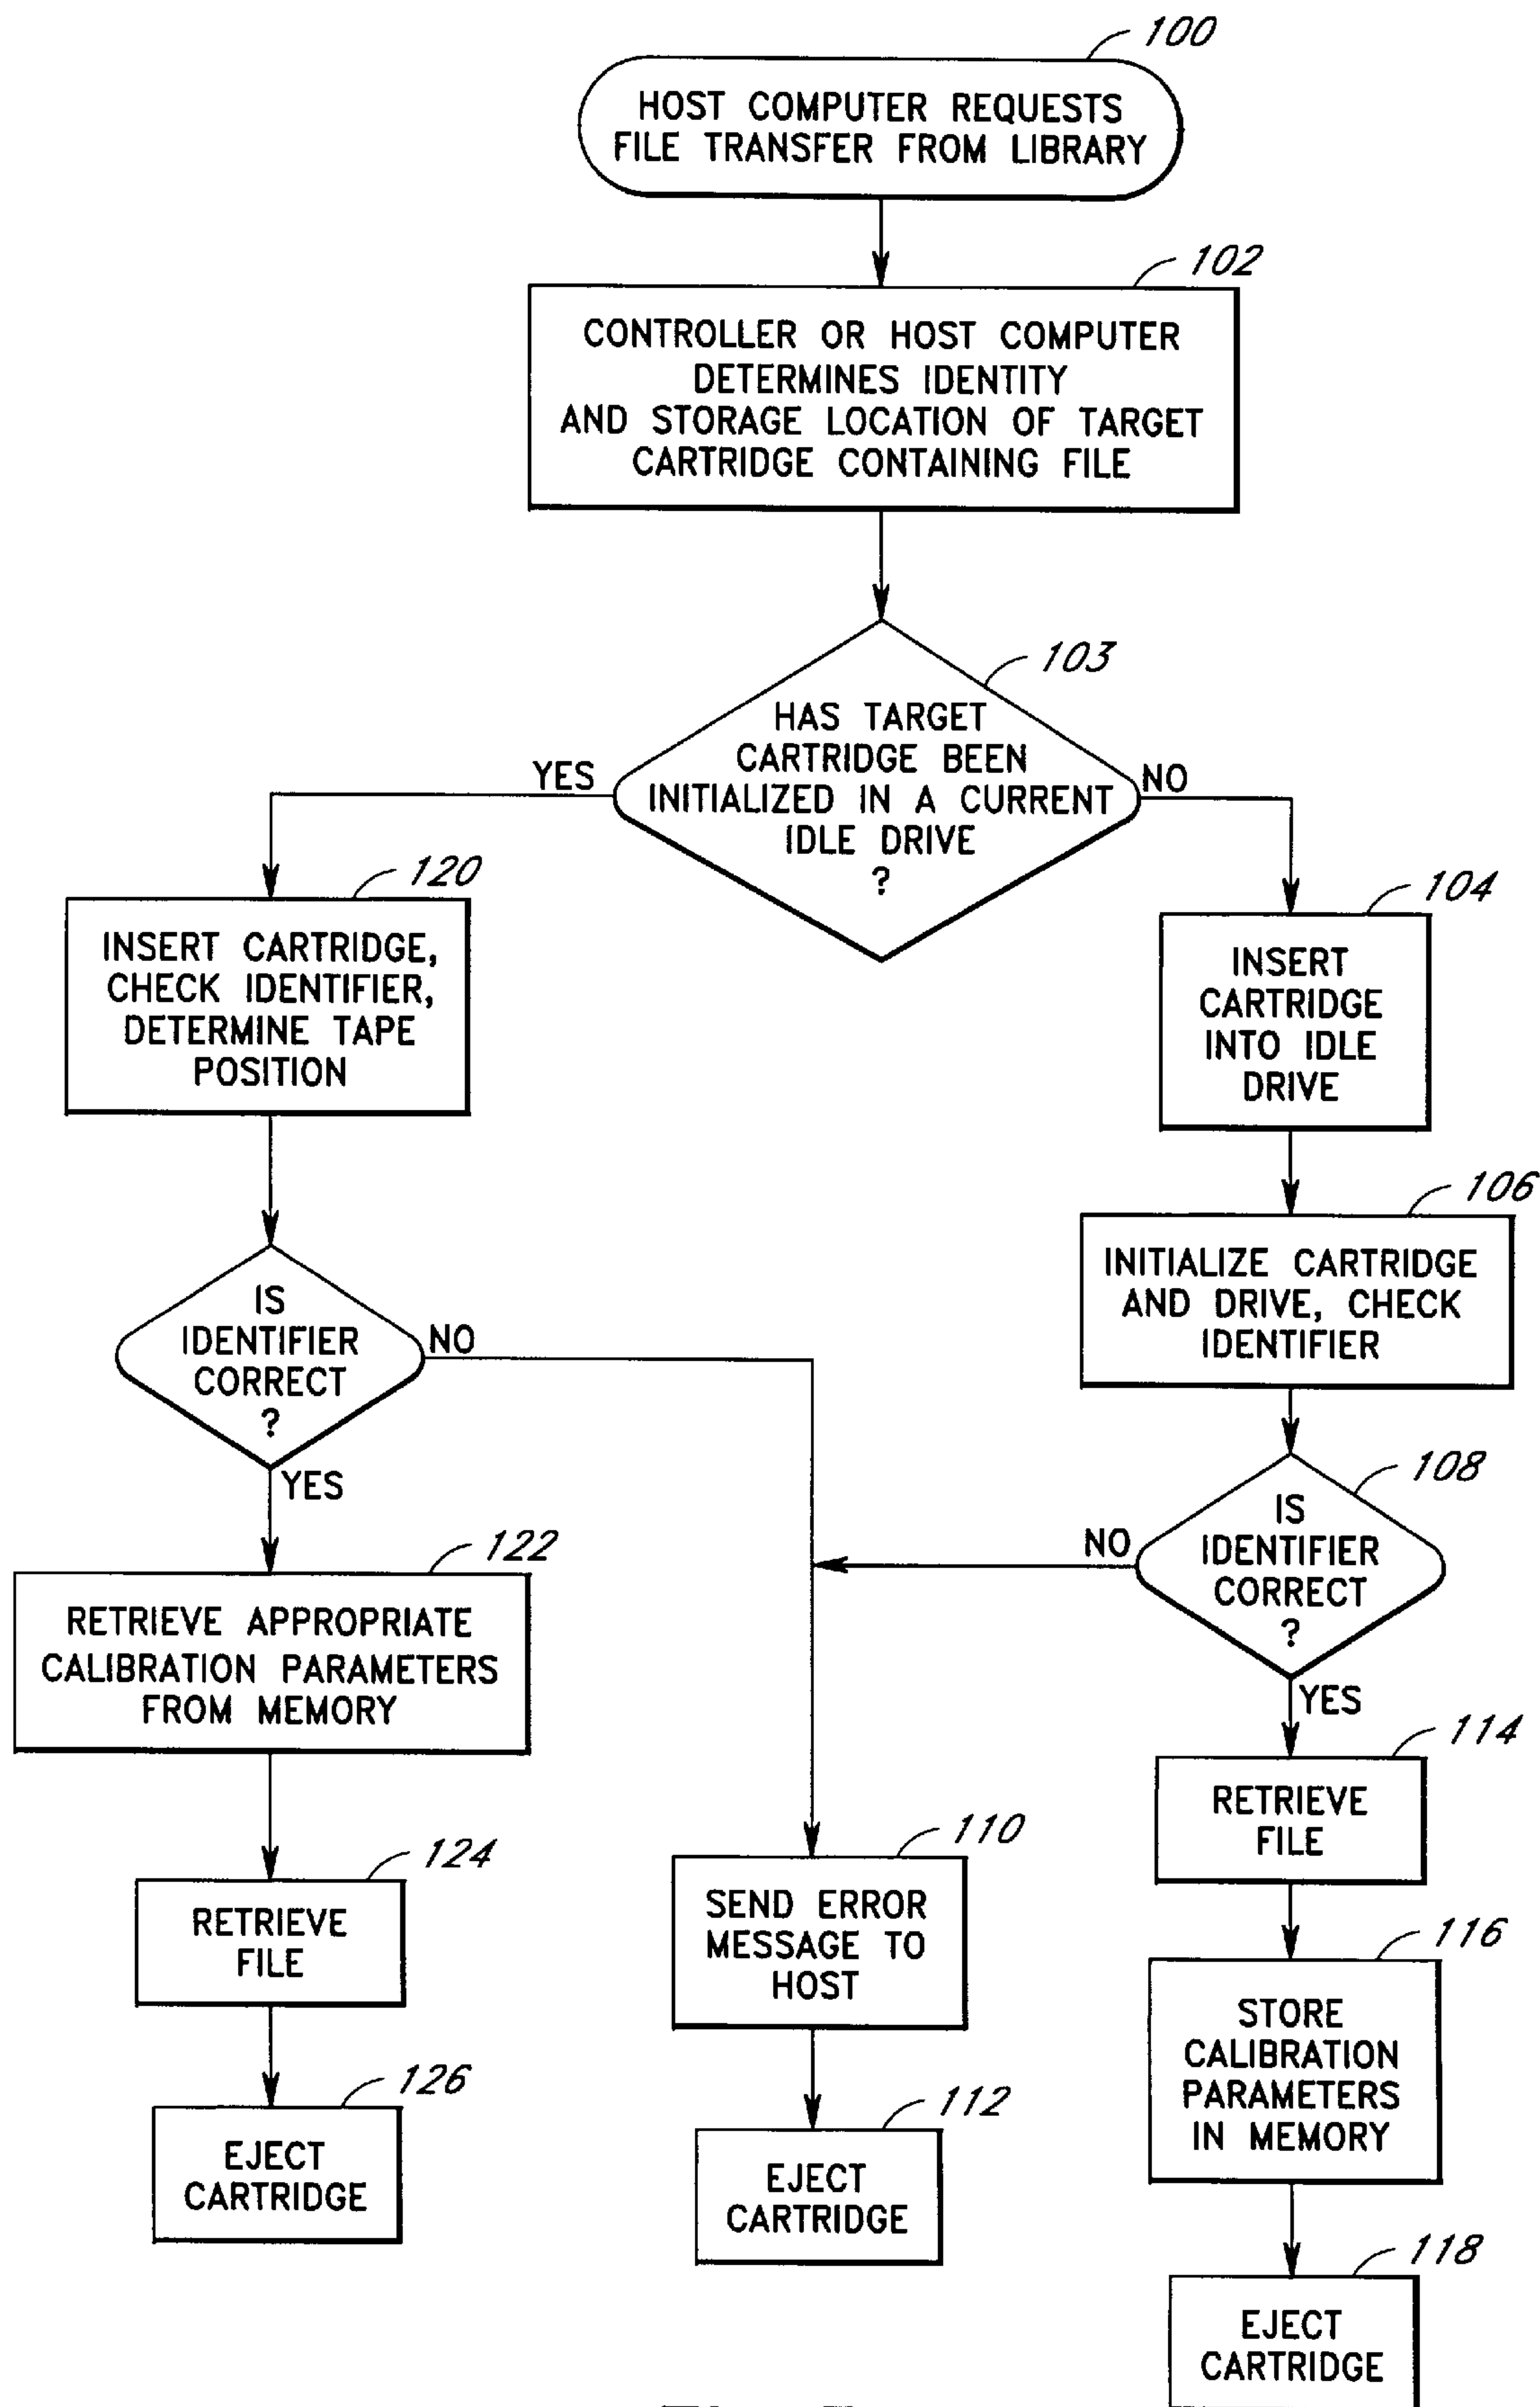 100
HOST COMPUTER REQUESTS
FILE TRANSFER FROM LIBRARY
102
CONTROLLER OR HOST COMPUTER
DETERMINES IDENTITY
AND STORAGE LOCATION OF TARGET
CARTRIDGE CONTAINING FILE
103
HAS TARGET
CARTRIDGE BEEN
INITIALIZED IN A CURRENT
IDLE DRIVE
?
YES
NO
120
INSERT CARTRIDGE,
CHECK IDENTIFIER,
DETERMINE TAPE
POSITION
104
INSERT
CARTRIDGE
INTO IDLE
DRIVE
106
INITIALIZE CARTRIDGE
AND DRIVE, CHECK
IDENTIFIER
IS
IDENTIFIER
CORRECT
?
NO
YES
108
IS
IDENTIFIER
CORRECT
?
NO
YES
122
RETRIEVE APPROPRIATE
CALIBRATION PARAMETERS
FROM MEMORY
114
RETRIEVE
FILE
124
RETRIEVE
FILE
110
SEND ERROR
MESSAGE TO
HOST
116
STORE
CALIBRATION
PARAMETERS
IN MEMORY
126
EJECT
CARTRIDGE
112
EJECT
CARTRIDGE
118
EJECT
CARTRIDGE